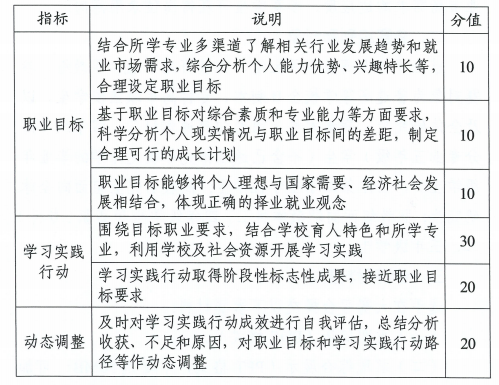 指标 说明 分值
结合所学专业多渠道了解相关行业发展趋势和就
业市场需求，综合分析个人能力优势、兴趣特长等，
合理设定职业目标
10
职业目标
基于职业目标对综合素质和专业能力等方面要求，
科学分析个人现实情况与职业目标间的差距，制定
合理可行的成长计划
10
职业目标能够将个人理想与国家需要、经济社会发
展相结合，体现正确的择业就业观念
10
学习实践
行动
围绕目标职业要求，结合学校育人特色和所学专
业，利用学校及社会资源开展学习实践
30
学习实践行动取得阶段性标志性成果，接近职业目
标要求
20
动态调整
及时对学习实践行动成效进行自我评估，总结分析
收获、不足和原因，对职业目标和学习实践行动路
径等作动态调整
20